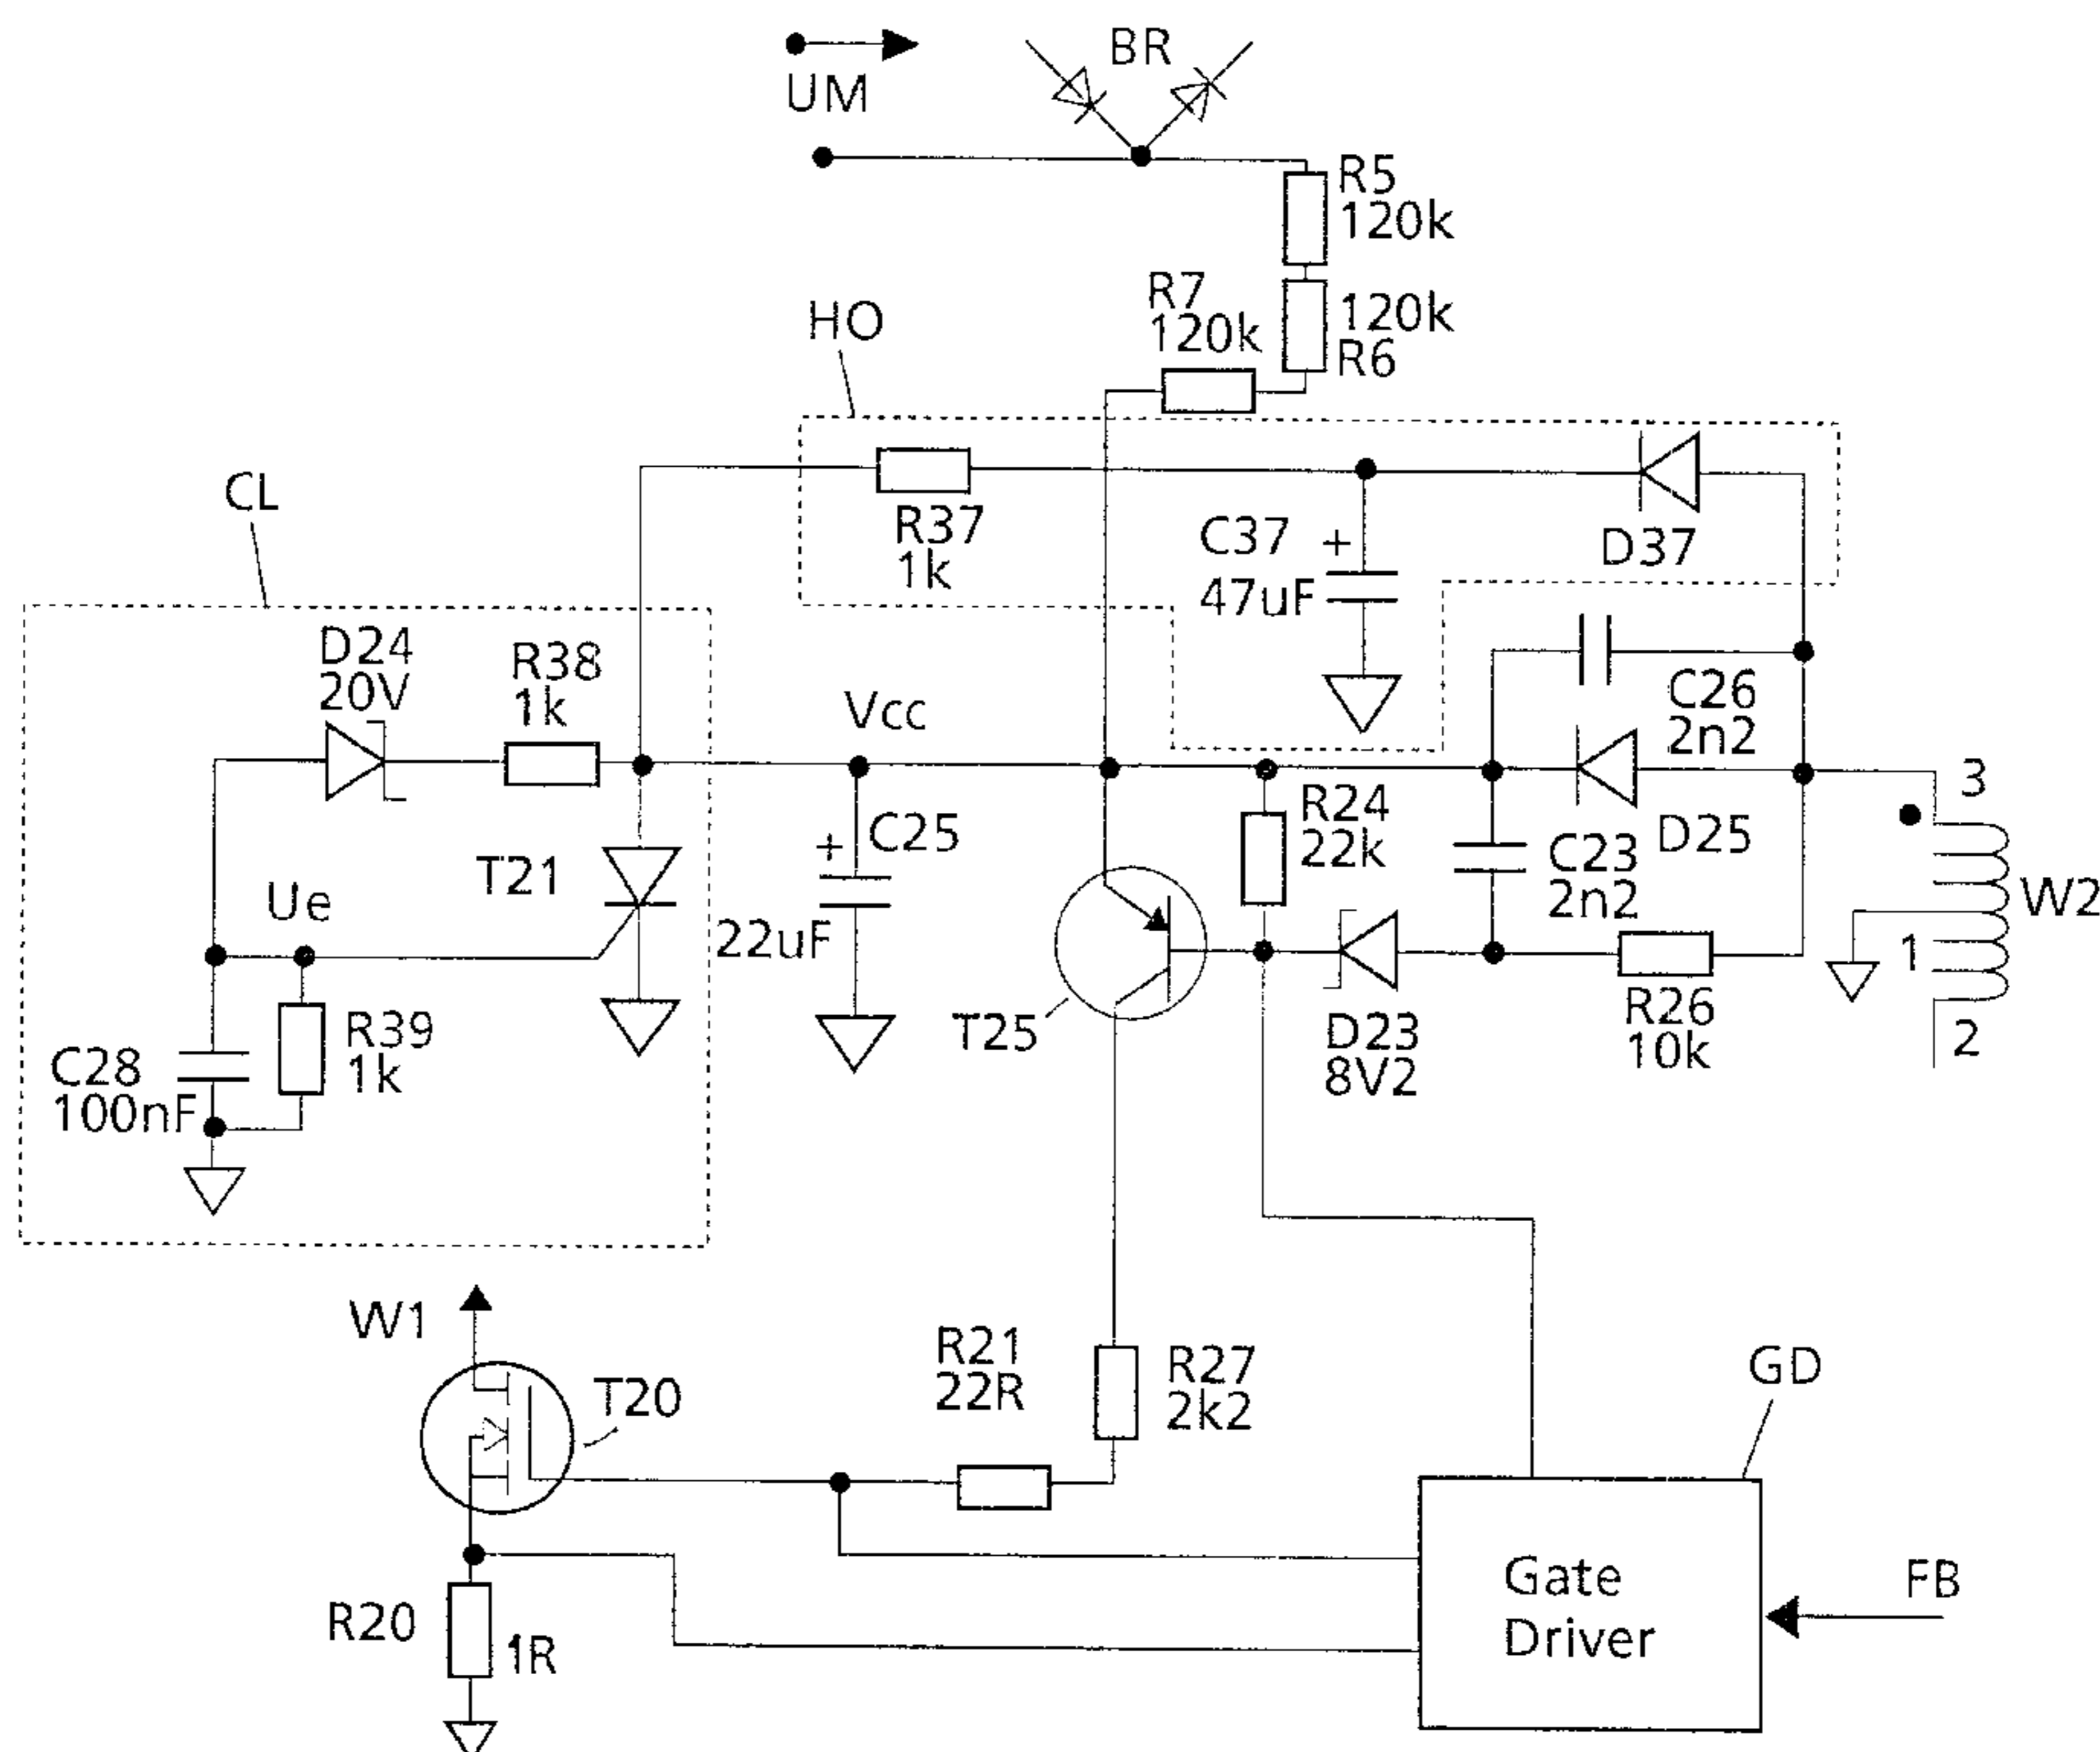 BR
UM
R5
120k
R7
120k
120k
R6
HO
CL
R37
1k
C37
+
47uF
D37
D24
20V
R38
1k
Vcc
C26
2n2
3
R24
22k
D25
+
C25
22uF
T21
Ue
C23
2n2
W2
1
T25
D23
8V2
R26
10k
2
C28
100nF
R39
1k
W1
T20
R21
22R
R27
2k2
GD
R20
1R
Gate
Driver
FB